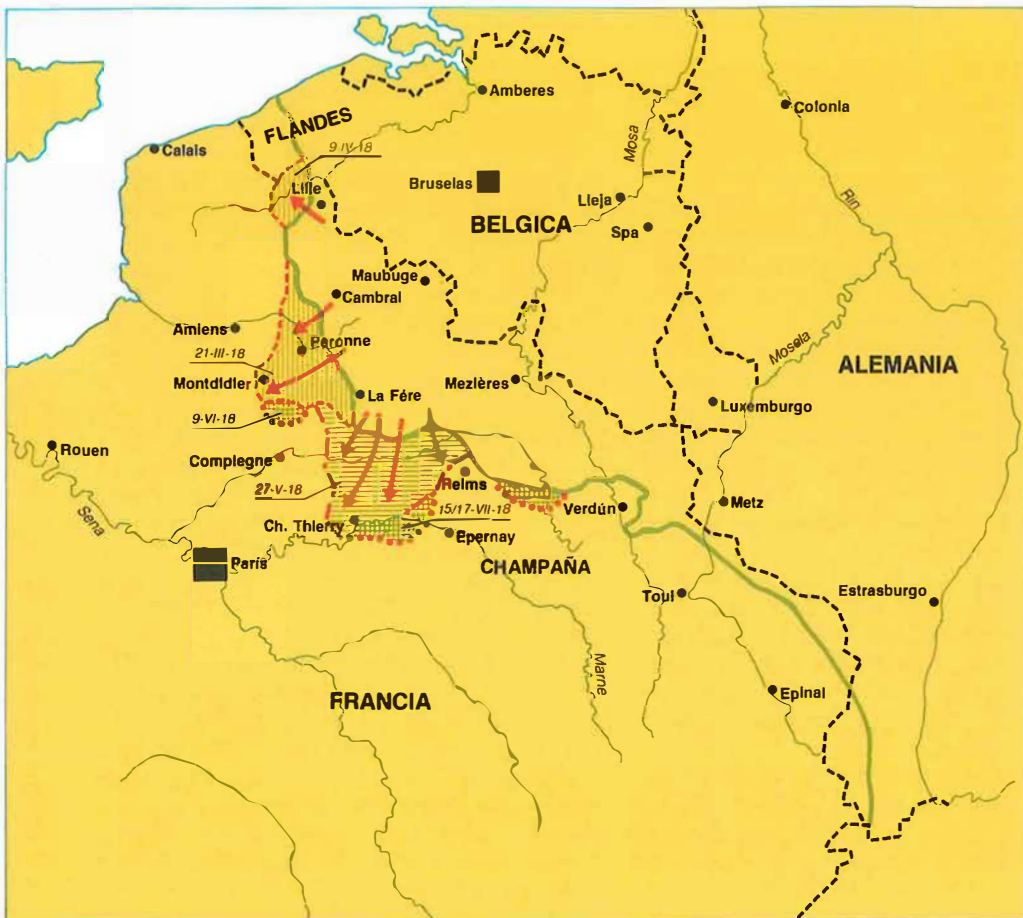 Amberes
Colonia
FLANDES
Calais
9-IV-18
Mosa
Bruselas
Lille
Lieja
Rin
BELGICA
Spa
Maubuge
Cambral
Amiens
Peronne
Mosela
21-III-18
ALEMANIA
Montdidier
Mezières
La Fére
Luxemburgo
9-VI-18
Rouen
Complegne
Reims
27-V-18
Metz
Verdún
15/17-VII-18
Sena
Ch. Thierry
Epernay
París
CHAMPAÑA
Toul
Estrasburgo
Marne
Epinal
FRANCIA